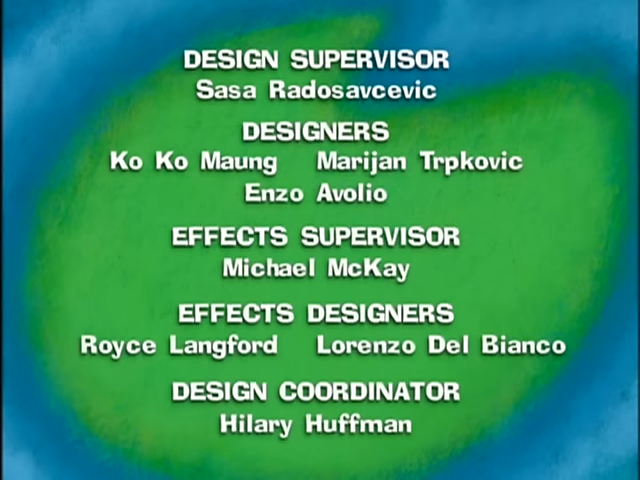 DESIGN SUPERVISOR
Sasa Radosavcevic
DESIGNERS
Ko Ko Maung Marijan Trpkovic
Enzo Avolio
EFFECTS SUPERVISOR
Michael McKay
EFFECTS DESIGNERS
Royce Langford Lorenzo Del Bianco
DESIGN COORDINATOR
Hilary Huffman